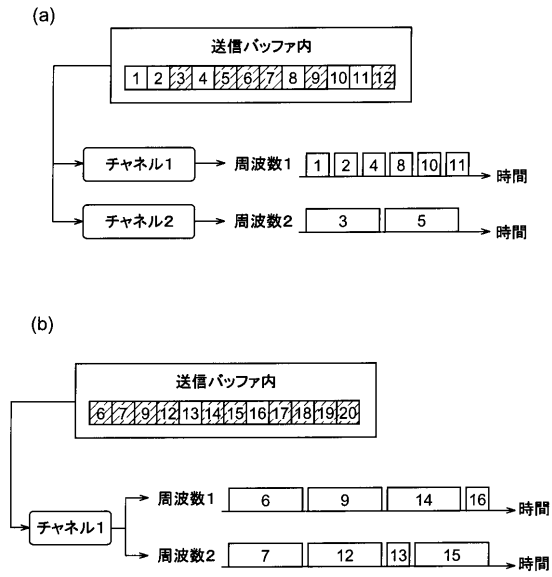 (a)
送信バッファ内
1 2 3 4 5 6 7 8 9 10 11 12
チャネル1 周波数1 1 2 4 8 10 11 時間
チャネル2 周波数2 3 5 時間
(b)
送信バッファ内
6 7 9 12 13 14 15 16 17 18 19 20
周波数1 6 9 14 16 時間
チャネル1
周波数2 7 12 13 15 時間